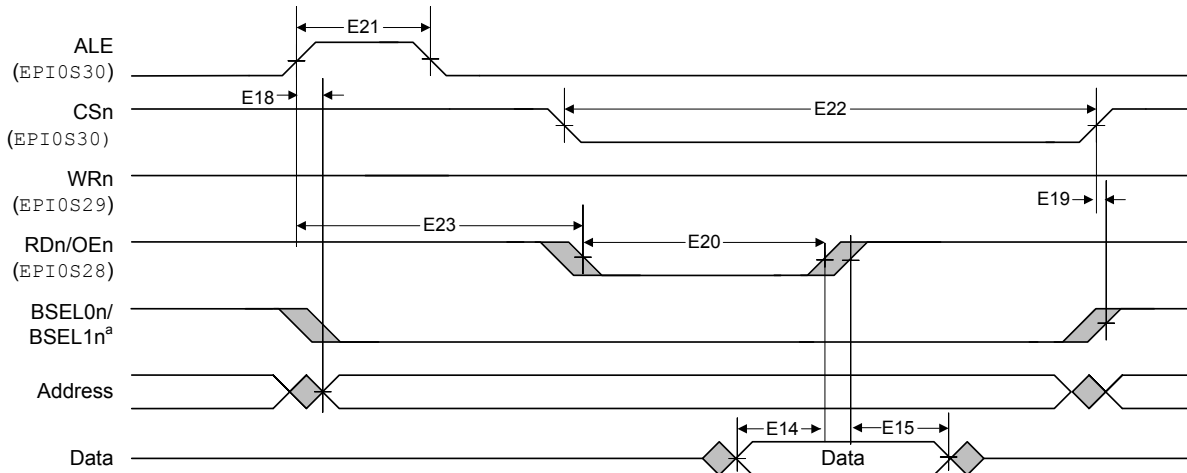 E21
ALE
(EPI0S30)
E18
CSn
E22
(EPI0S30)
WRn
(EPI0S29)
E19
E23
RDn/OEn
E20
(EPI0S28)
BSEL0n/
BSEL1nᵃ
Address
E14
E15
Data
Data